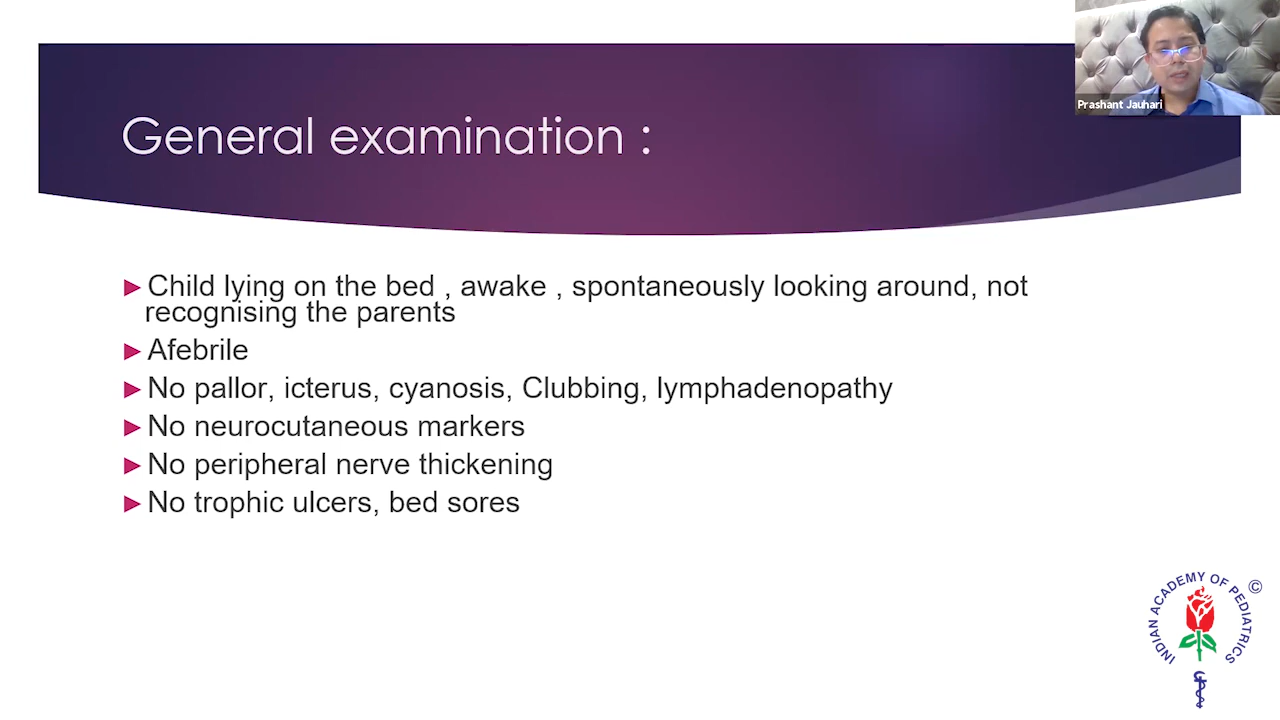 Prashant Jauhari
General examination :
►Child lying on the bed , awake , spontaneously looking around, not
recognising the parents
►Afebrile
►No pallor, icterus, cyanosis, Clubbing, lymphadenopathy
►No neurocutaneous markers
►No peripheral nerve thickening
►No trophic ulcers, bed sores
INDIAN ACADEMY OF PEDIATRICS ©